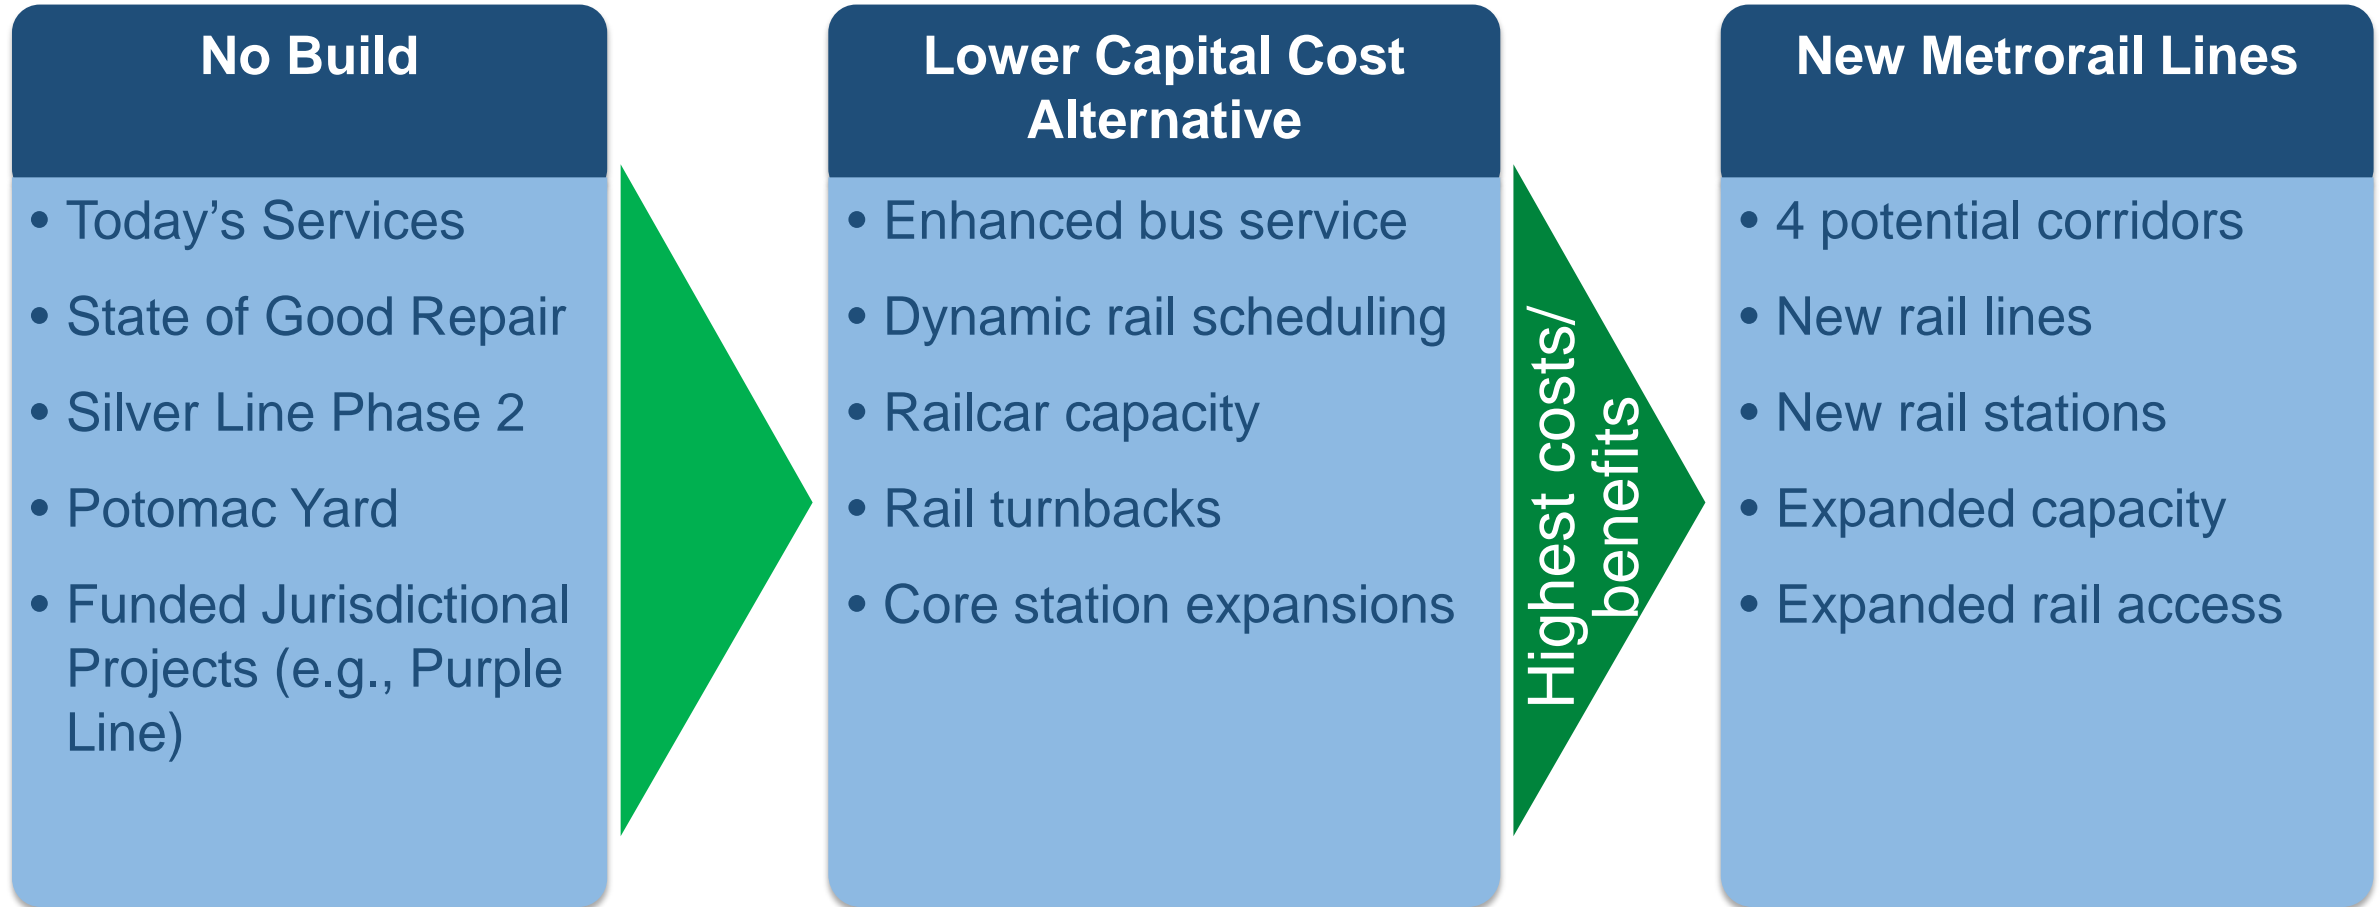 No Build
• Today’s Services
• State of Good Repair
• Silver Line Phase 2
• Potomac Yard
• Funded Jurisdictional
Projects (e.g., Purple
Line)
Lower Capital Cost
Alternative
• Enhanced bus service
• Dynamic rail scheduling
• Railcar capacity
• Rail turnbacks
• Core station expansions
Highest costs/
benefits
New Metrorail Lines
• 4 potential corridors
• New rail lines
• New rail stations
• Expanded capacity
• Expanded rail access